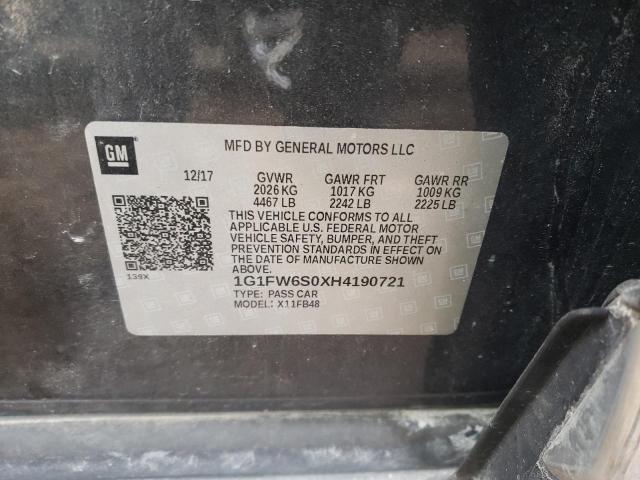 GM
MFD BY GENERAL MOTORS LLC
12/17 GVWR GAWR FRT GAWR RR
2026 KG 1017 KG 1009 KG
4467 LB 2242 LB 2225 LB
THIS VEHICLE CONFORMS TO ALL
APPLICABLE U.S. FEDERAL MOTOR
VEHICLE SAFETY, BUMPER, AND THEFT
PREVENTION STANDARDS IN EFFECT ON
THE DATE OF MANUFACTURE SHOWN
ABOVE.
139X
1G1FW6S0XH4190721
TYPE: PASS CAR
MODEL: X11FB48